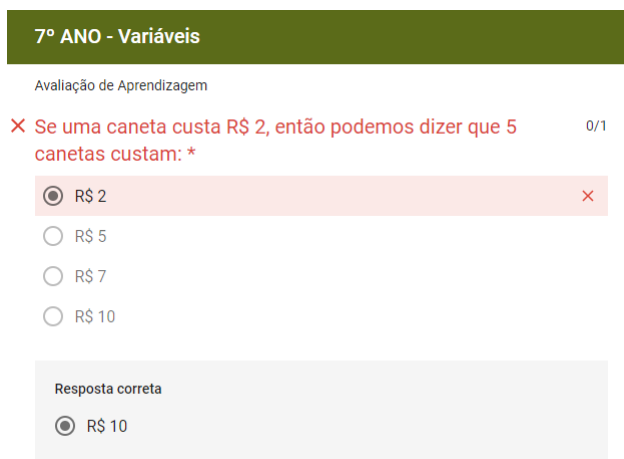 7º ANO - Variáveis
Avaliação de Aprendizagem
Se uma caneta custa R$ 2, então podemos dizer que 5
canetas custam: *
0/1
R$ 2
R$ 5
R$ 7
R$ 10
Resposta correta
R$ 10